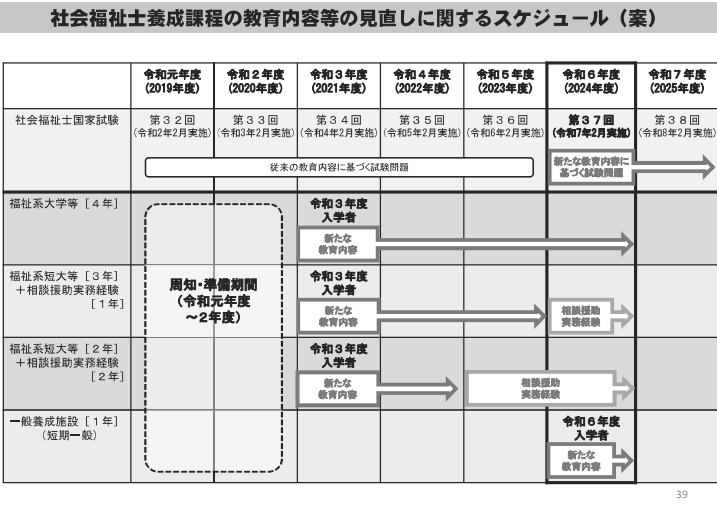 社会福祉士養成課程の教育内容等の見直しに関するスケジュール（案）
令和元年度
(2019年度)
令和２年度
(2020年度)
令和３年度
(2021年度)
令和４年度
(2022年度)
令和５年度
(2023年度)
令和６年度
(2024年度)
令和７年度
(2025年度)
社会福祉士国家試験
第３２回
(令和2年2月実施)
第３３回
(令和3年2月実施)
第３４回
(令和4年2月実施)
第３５回
(令和5年2月実施)
第３６回
(令和6年2月実施)
第３７回
(令和7年2月実施)
第３８回
(令和8年2月実施)
従来の教育内容に基づく試験問題
新たな教育内容に
基づく試験問題
福祉系大学等［４年］
令和３年度
入学者
新たな
教育内容
周知・準備期間
（令和元年度
～２年度）
福祉系短大等［３年］
＋相談援助実務経験
［１年］
令和３年度
入学者
新たな
教育内容
相談援助
実務経験
福祉系短大等［２年］
＋相談援助実務経験
［２年］
令和３年度
入学者
新たな
教育内容
相談援助
実務経験
一般養成施設［１年］
（短期一般）
令和６年度
入学者
新たな
教育内容
39